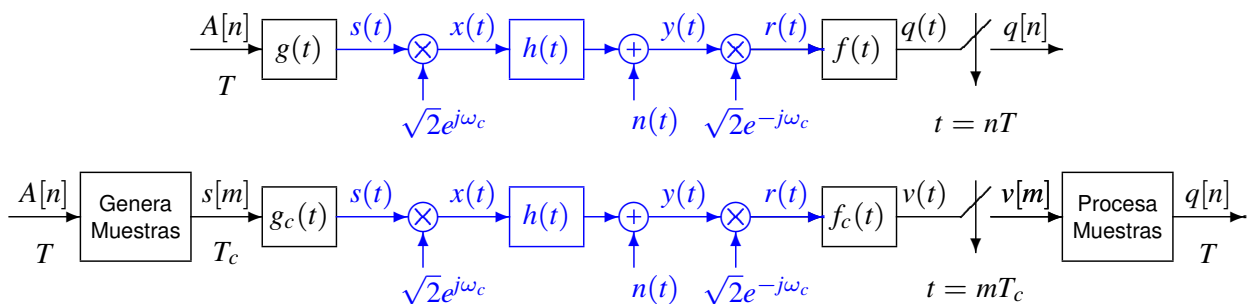 A[n] s(t) x(t) y(t) r(t) q(t) q[n]
g(t) × h(t) + × f(t)
T √2e^{jω_c} n(t) √2e^{-jω_c} t = nT
A[n] s[m] s(t) x(t) y(t) r(t) v(t) v[m] q[n]
Genera
Muestras
g_c(t) × h(t) + × f_c(t)
Procesa
Muestras
T T_c √2e^{jω_c} n(t) √2e^{-jω_c} t = mT_c T